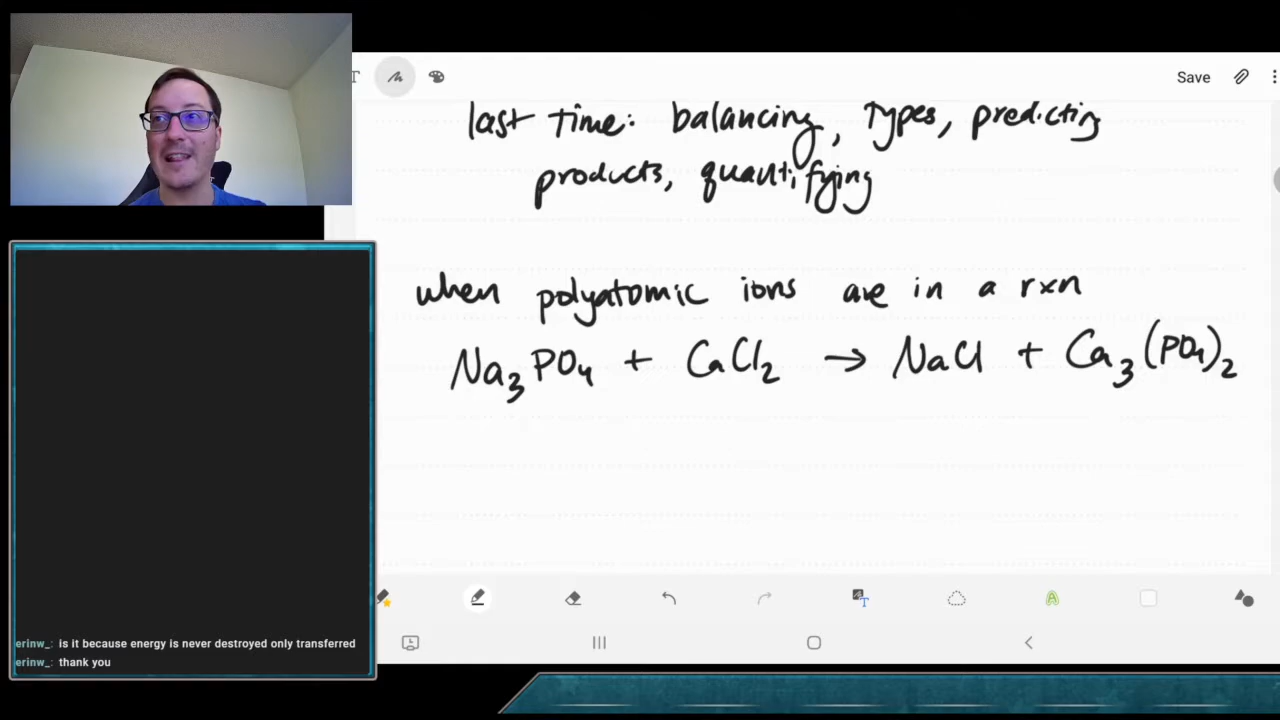 T
Save
last time: balancing, types, predicting
products, quantifying
when polyatomic ions are in a rxn
Na₃PO₄ + CaCl₂ → NaCl + Ca₃(PO₄)₂
erinw_: is it because energy is never destroyed only transferred
erinw_: thank you